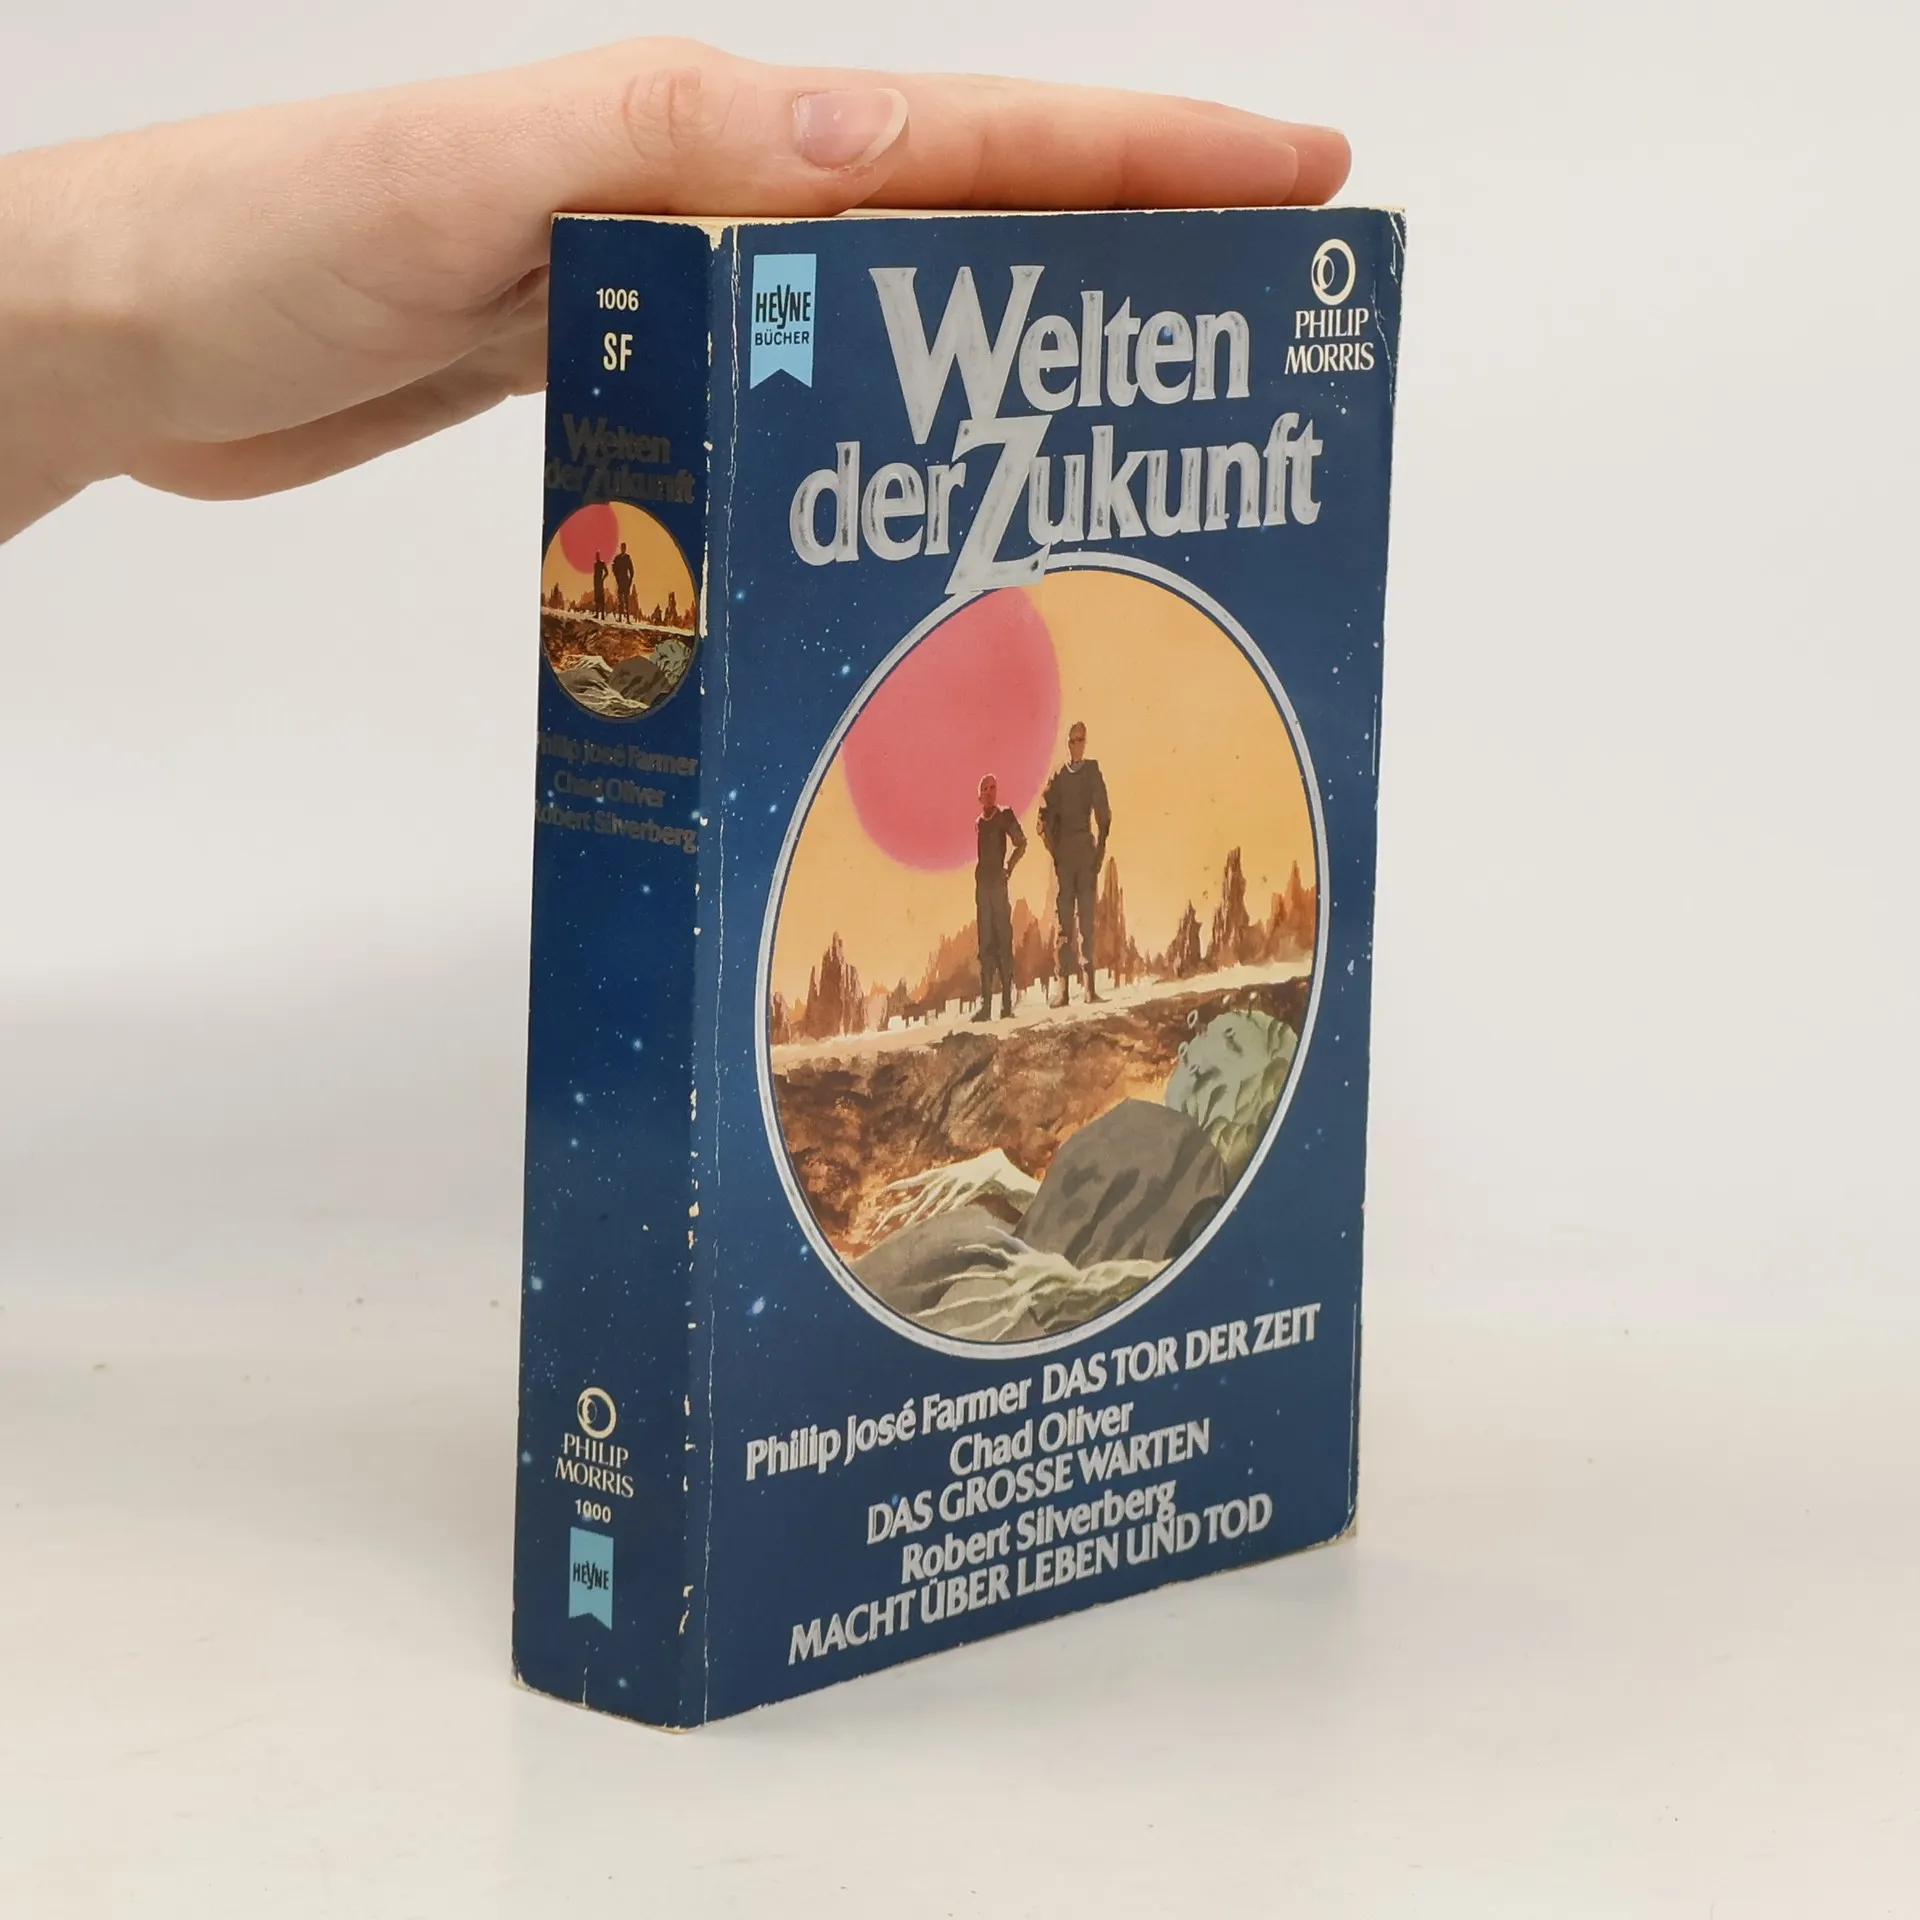 1006
SF
Welten
der Zukunft
Philip José Farmer
Chad Oliver
Robert Silverberg
PHILIP
MORRIS
1000
HEYNE
HEYNE
BÜCHER
Welten
der Zukunft
PHILIP
MORRIS
Philip José Farmer DAS TOR DER ZEIT
Chad Oliver
DAS GROSSE WARTEN
Robert Silverberg
MACHT ÜBER LEBEN UND TOD